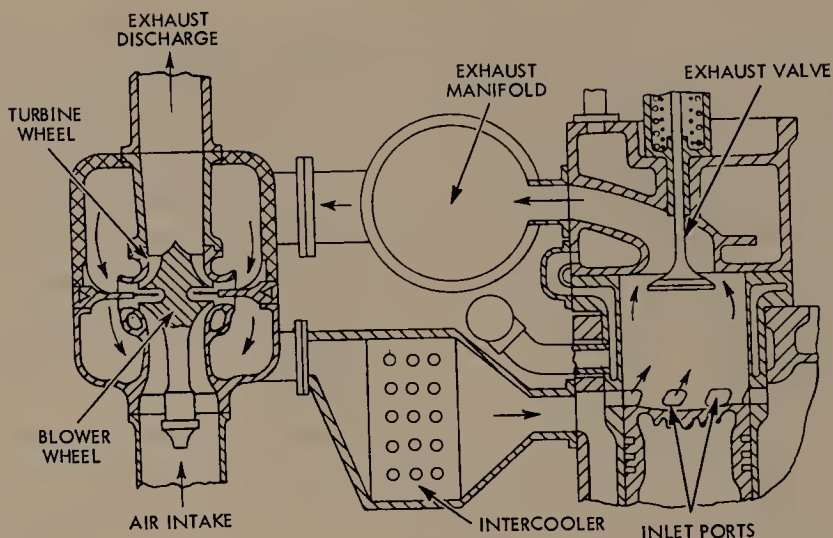 EXHAUST
DISCHARGE
EXHAUST
MANIFOLD
EXHAUST VALVE
TURBINE
WHEEL
BLOWER
WHEEL
AIR INTAKE
INTERCOOLER
INLET PORTS